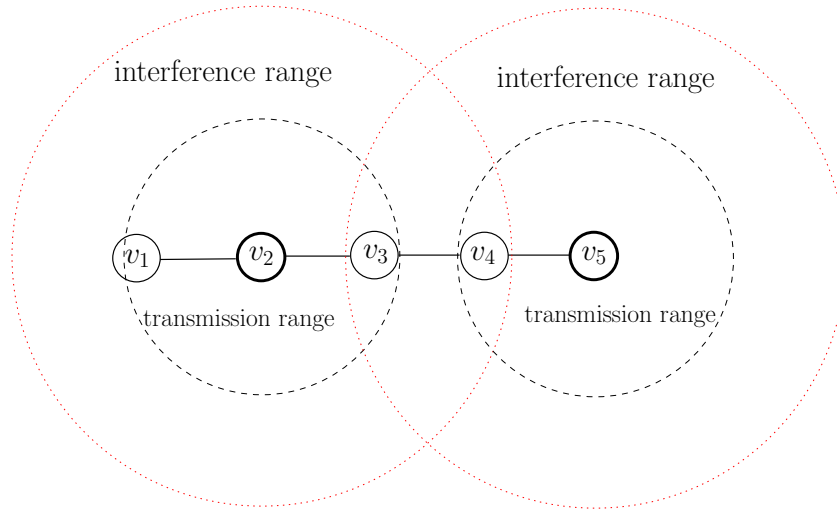 interference range
interference range
v₁ v₂ v₃ v₄ v₅
transmission range
transmission range